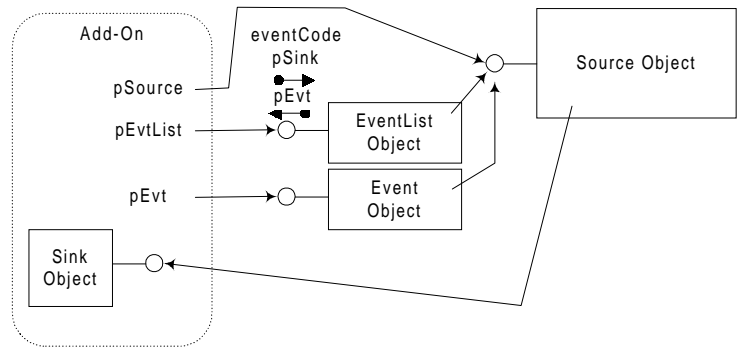 Add-On
eventCode
pSink
pEvt
pSource
pEvtList
pEvt
EventList
Object
Event
Object
Source Object
Sink
Object